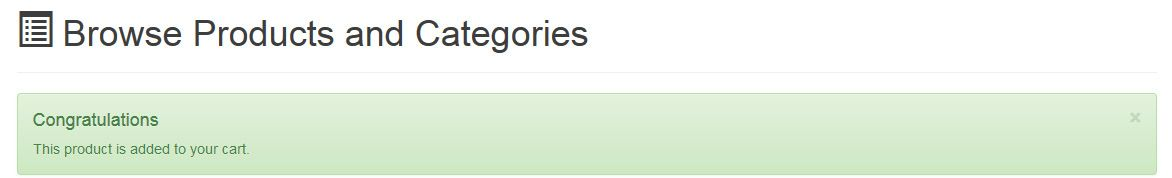 Browse Products and Categories
Congratulations
×
This product is added to your cart.